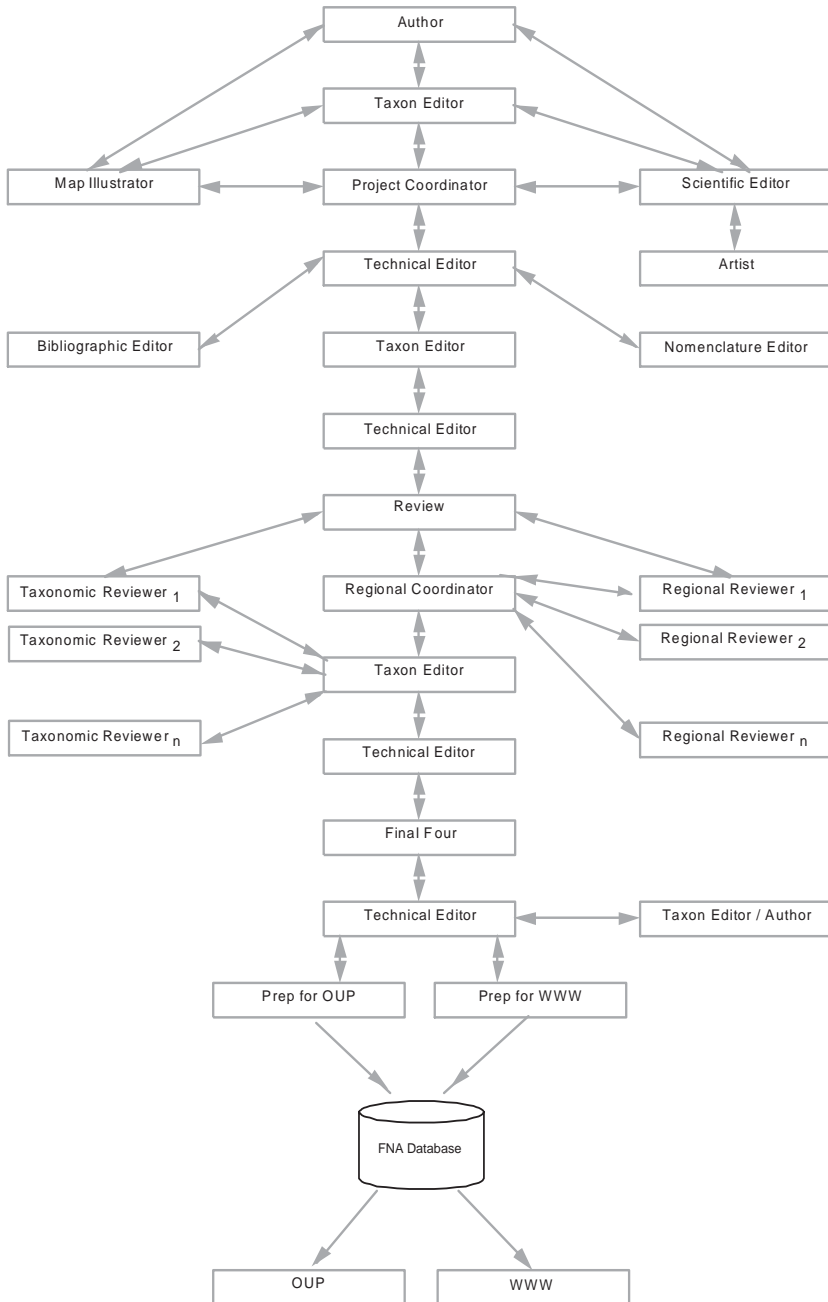 Author
Taxon Editor
Map Illustrator
Project Coordinator
Scientific Editor
Technical Editor
Artist
Bibliographic Editor
Taxon Editor
Nomenclature Editor
Technical Editor
Review
Taxonomic Reviewer 1
Regional Coordinator
Regional Reviewer 1
Taxonomic Reviewer 2
Regional Reviewer 2
Taxon Editor
Taxonomic Reviewer n
Technical Editor
Regional Reviewer n
Final Four
Technical Editor
Taxon Editor / Author
Prep for OUP
Prep for WWW
FNA Database
OUP
WWW